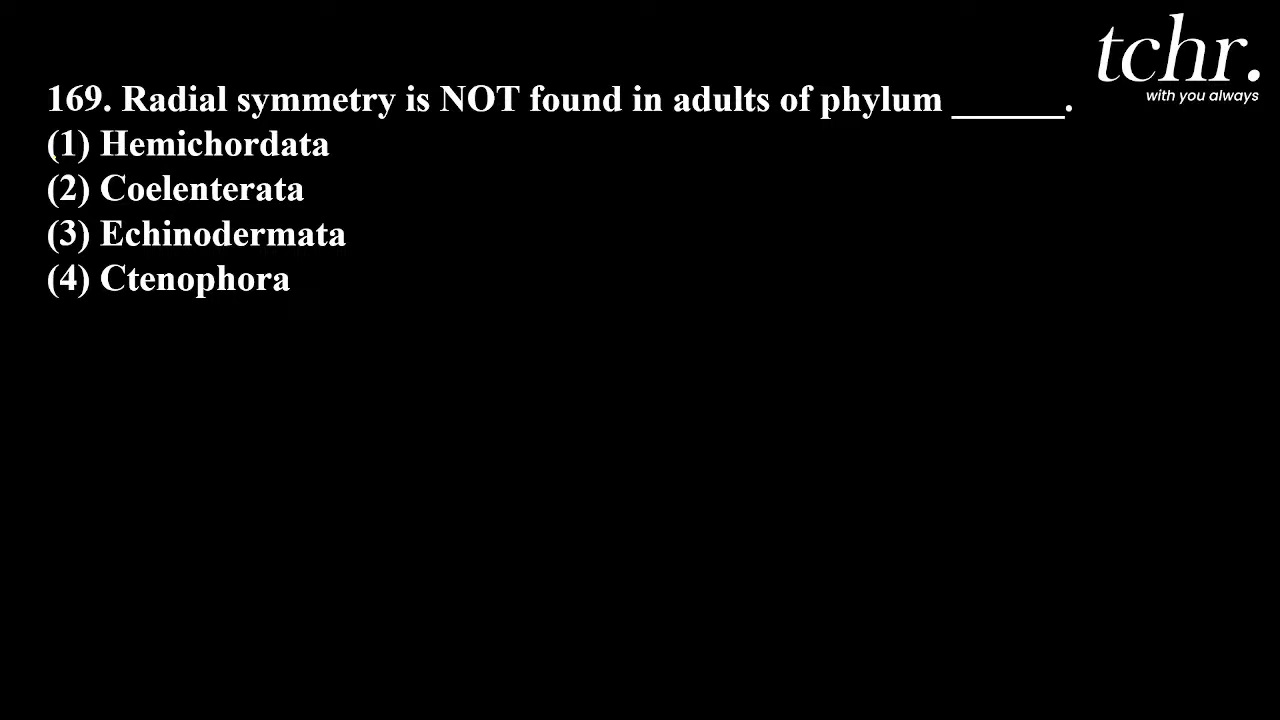 tchr.
with you always
169. Radial symmetry is NOT found in adults of phylum ______.
(1) Hemichordata
(2) Coelenterata
(3) Echinodermata
(4) Ctenophora